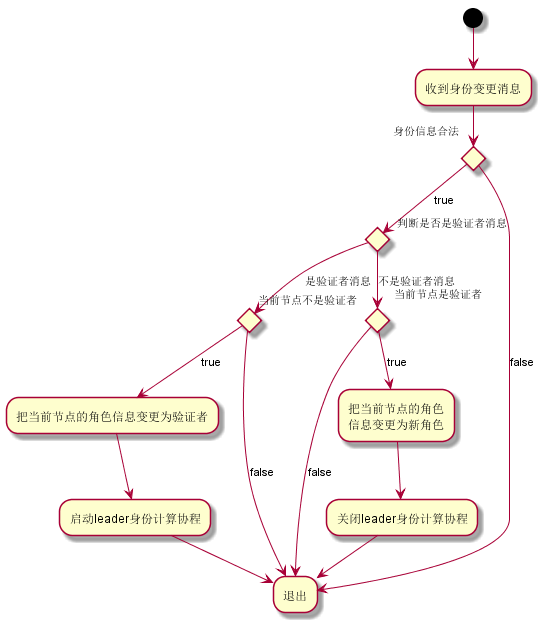 收到身份变更消息
身份信息合法
true
判断是否是验证者消息
是验证者消息
不是验证者消息
当前节点不是验证者
当前节点是验证者
true
true
false
把当前节点的角色信息变更为验证者
把当前节点的角色
信息变更为新角色
false
false
启动leader身份计算协程
关闭leader身份计算协程
退出